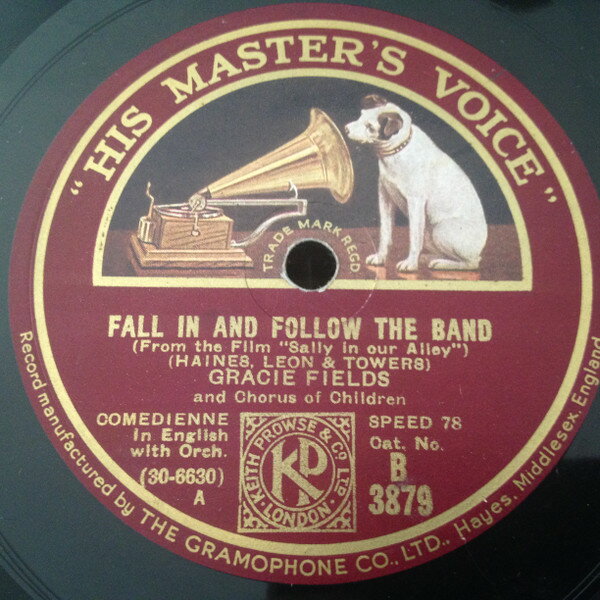 "HIS MASTER'S VOICE"
TRADE MARK REGD.
FALL IN AND FOLLOW THE BAND
(From the Film "Sally in our Alley")
(HAINES, LEON & TOWERS)
GRACIE FIELDS
and Chorus of Children
COMEDIENNE
in English
with Orch.
(30-6630)
A
KEITH PROWSE & CO LTD.
LONDON
KP
SPEED 78
Cat. No.
B
3879
Record manufactured by THE GRAMOPHONE CO., LTD., Hayes, Middlesex, England